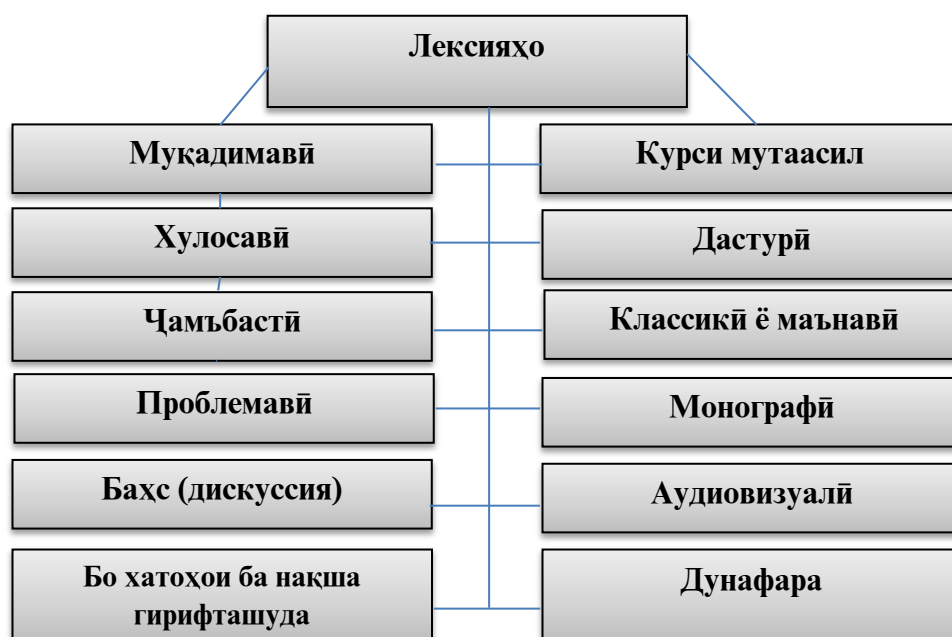 Лексияҳо
Муқадимавӣ
Курси мутаасил
Хулосавӣ
Дастурӣ
Ҷамъбастӣ
Классикӣ ё маънавӣ
Проблемавӣ
Монографӣ
Баҳс (дискуссия)
Аудиовизуалӣ
Бо хатоҳои ба нақша
гирифташуда
Дунафара